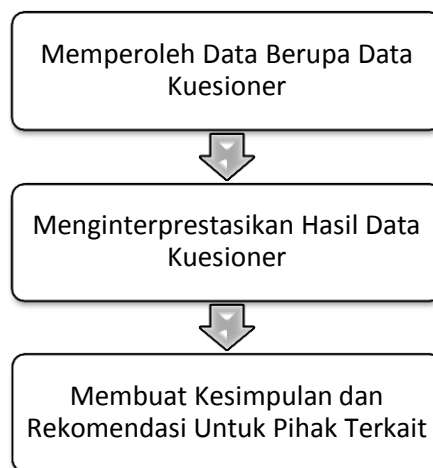 Memperoleh Data Berupa Data
Kuesioner
Menginterprestasikan Hasil Data
Kuesioner
Membuat Kesimpulan dan
Rekomendasi Untuk Pihak Terkait